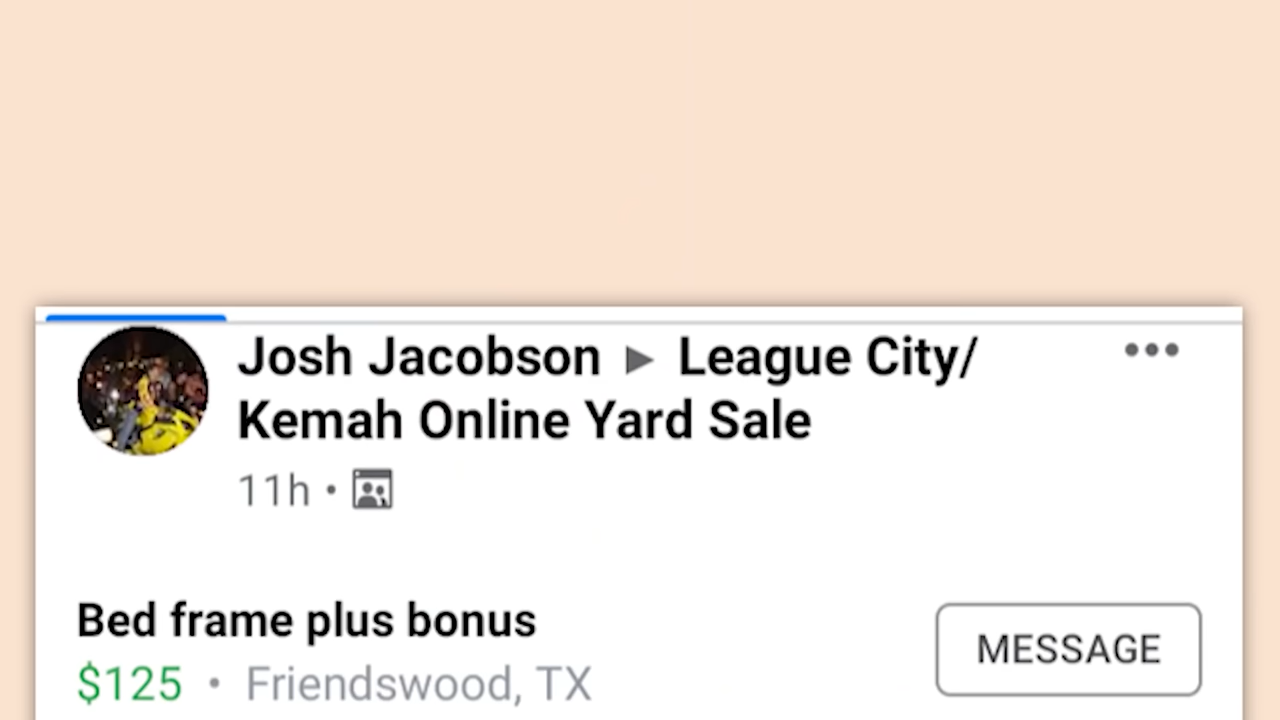 Josh Jacobson ▶ League City/
Kemah Online Yard Sale
11h •
Bed frame plus bonus
MESSAGE
$125 • Friendswood, TX